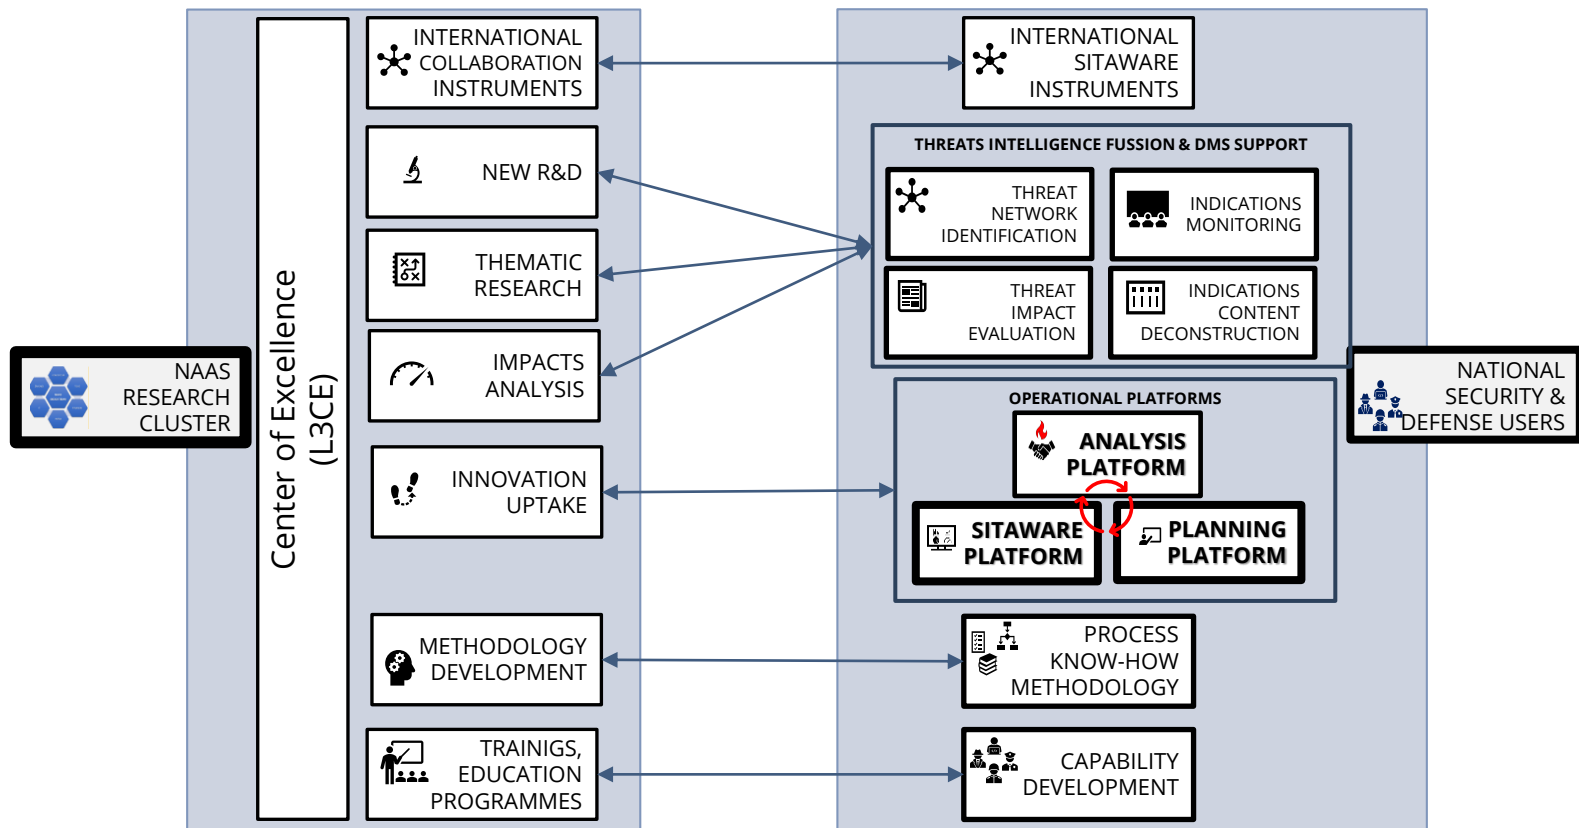 NAAS
RESEARCH
CLUSTER
Center of Excellence
(L3CE)
INTERNATIONAL
COLLABORATION
INSTRUMENTS
NEW R&D
THEMATIC
RESEARCH
IMPACTS
ANALYSIS
INNOVATION
UPTAKE
METHODOLOGY
DEVELOPMENT
TRAINIGS,
EDUCATION
PROGRAMMES
INTERNATIONAL
SITAWARE
INSTRUMENTS
THREATS INTELLIGENCE FUSSION & DMS SUPPORT
THREAT
NETWORK
IDENTIFICATION
INDICATIONS
MONITORING
THREAT
IMPACT
EVALUATION
INDICATIONS
CONTENT
DECONSTRUCTION
OPERATIONAL PLATFORMS
ANALYSIS
PLATFORM
SITAWARE
PLATFORM
PLANNING
PLATFORM
PROCESS
KNOW-HOW
METHODOLOGY
CAPABILITY
DEVELOPMENT
NATIONAL
SECURITY &
DEFENSE USERS